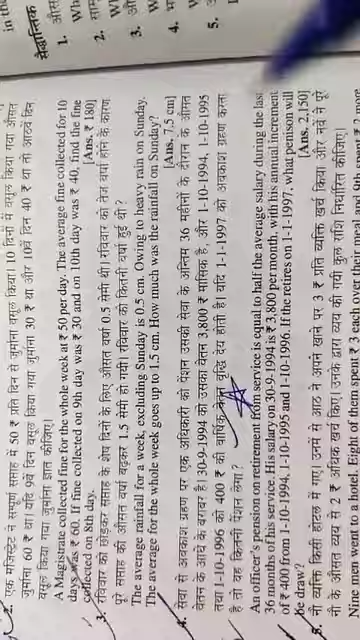 in the
सैद्धान्तिक
1. औस
Wh
2. साम
W
3. औ
W
4.
5.
2. एक मजिस्ट्रेट ने सम्पूर्ण सप्ताह में 50 ₹ प्रति दिन से जुर्माना वसूल किया। 10 दिनों में वसूल किया गया औसत
जुर्माना 60 ₹ था। यदि 9वें दिन वसूल किया गया जुर्माना 30 ₹ था और 10वें दिन 40 ₹ था तो आठवें दिन
वसूल किया गया जुर्माना ज्ञात कीजिए।
A Magistrate collected fine for the whole week at ₹ 50 per day. The average fine collected for 10
days was ₹ 60. If fine collected on 9th day was ₹ 30 and on 10th day was ₹ 40, find the fine
collected on 8th day. [Ans. ₹ 180]
3. रविवार को छोड़कर सप्ताह के शेष दिनों के लिए औसत वर्षा 0.5 सेमी थी। रविवार को तेज वर्षा होने के कारण
पूरे सप्ताह की औसत वर्षा बढ़कर 1.5 सेमी हो गयी। रविवार को कितनी वर्षा हुई थी ?
The average rainfall for a week, excluding Sunday is 0.5 cm. Owing to heavy rain on Sunday.
The average for the whole week goes up to 1.5 cm. How much was the rainfall on Sunday?
[Ans. 7.5 cm]
4. सेवा से अवकाश ग्रहण पर एक अधिकारी को पेंशन उसकी सेवा के अन्तिम 36 महीनों के दौरान के औसत
वेतन के आधे के बराबर है। 30-9-1994 को उसका वेतन 3,800 ₹ मासिक है, और 1-10-1994, 1-10-1995
तथा 1-10-1996 को 400 ₹ की वार्षिक वेतन वृद्धि देय होती है। यदि 1-1-1997 को अवकाश ग्रहण करता
है तो वह कितनी पेंशन लेगा ?
An officer's pension on retirement from service is equal to half the average salary during the last
36 months of his service. His salary on 30-9-1994 is ₹ 3,800 per month, with his annual increment
of ₹ 400 from 1-10-1994, 1-10-1995 and 1-10-1996. If the retires on 1-1-1997, what penison will
be draw? [Ans. 2,150]
5. नौ व्यक्ति किसी होटल में गए। उनमें से आठ ने अपने खाने पर 3 ₹ प्रति व्यक्ति खर्च किया और नवें ने पूरे
नौ के औसत व्यय से 2 ₹ अधिक खर्च किए। उनके द्वारा व्यय की गयी कुल राशि निर्धारित कीजिए।
Nine men went to a hotel. Eight of them spent ₹ 3 each over their meal and